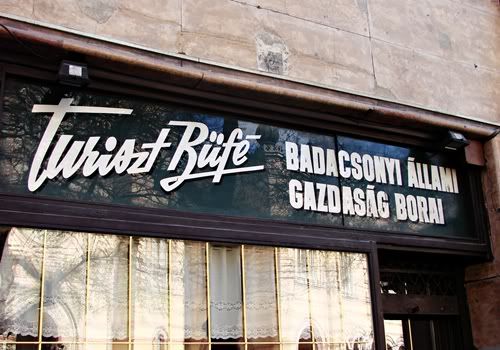 Turiszt Büfé
BADACSONYI ÁLLAMI
GAZDASÁG BORAI